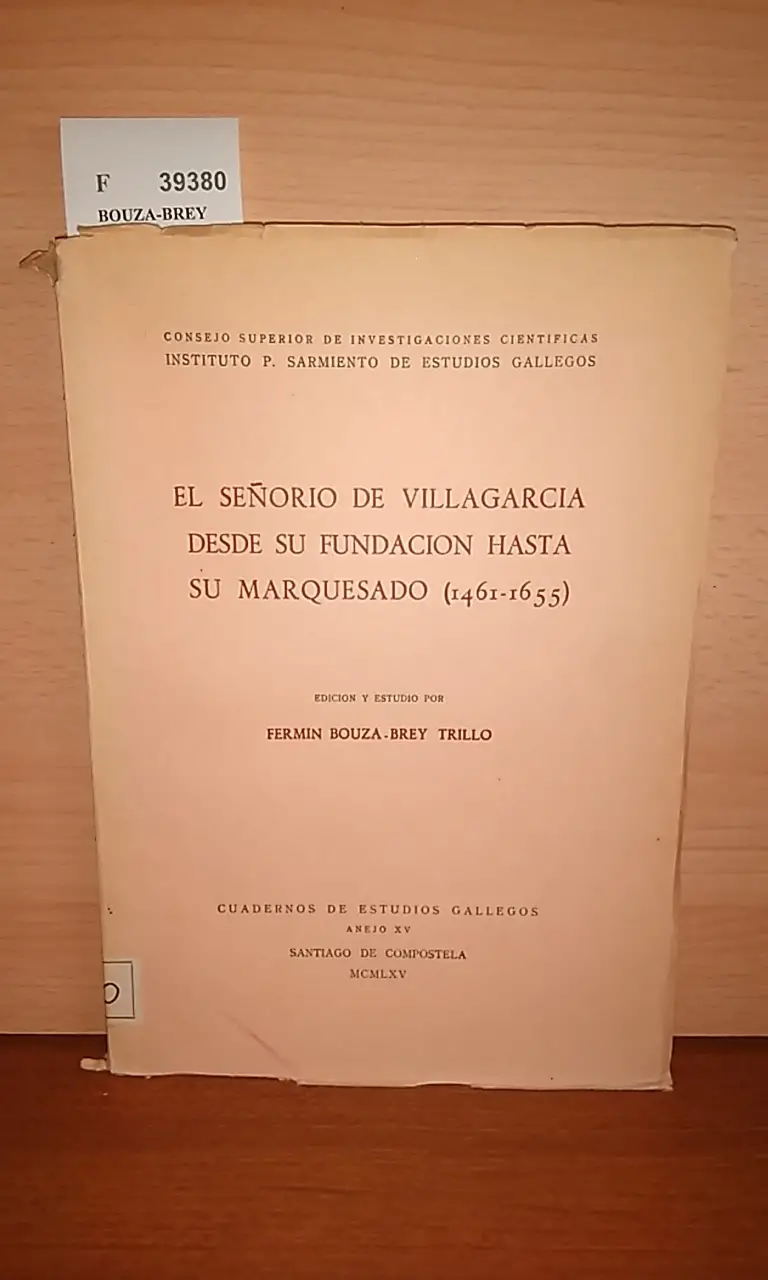 F 39380
BOUZA-BREY
CONSEJO SUPERIOR DE INVESTIGACIONES CIENTIFICAS
INSTITUTO P. SARMIENTO DE ESTUDIOS GALLEGOS
EL SEÑORIO DE VILLAGARCIA
DESDE SU FUNDACION HASTA
SU MARQUESADO (1461-1655)
EDICION Y ESTUDIO POR
FERMIN BOUZA-BREY TRILLO
CUADERNOS DE ESTUDIOS GALLEGOS
ANEJO XV
SANTIAGO DE COMPOSTELA
MCMLXV